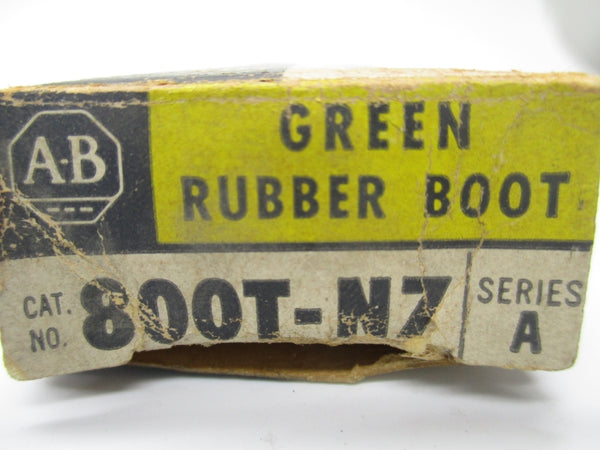 A-B
GREEN
RUBBER BOOT
CAT. NO. 800T-N7
SERIES A